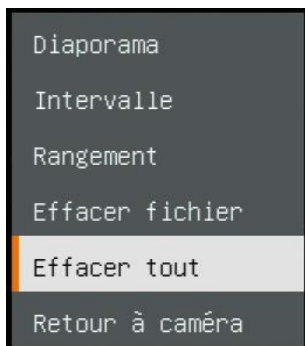 Diaporama
Intervalle
Rangement
Effacer fichier
Effacer tout
Retour à caméra